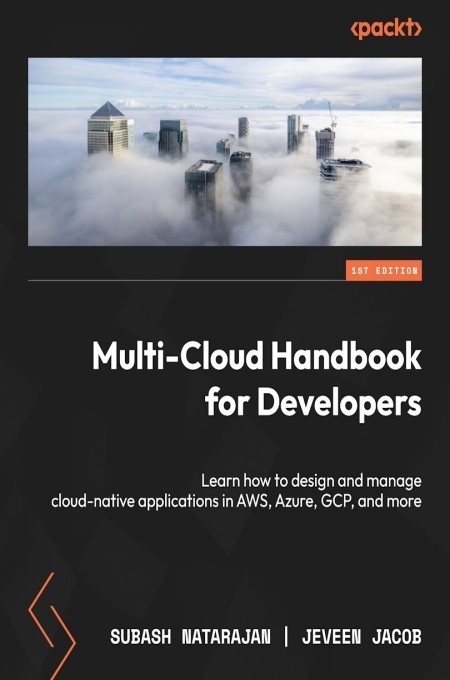 <packt>
1ST EDITION
Multi-Cloud Handbook
for Developers
Learn how to design and manage
cloud-native applications in AWS, Azure, GCP, and more
SUBASH NATARAJAN | JEVEEN JACOB